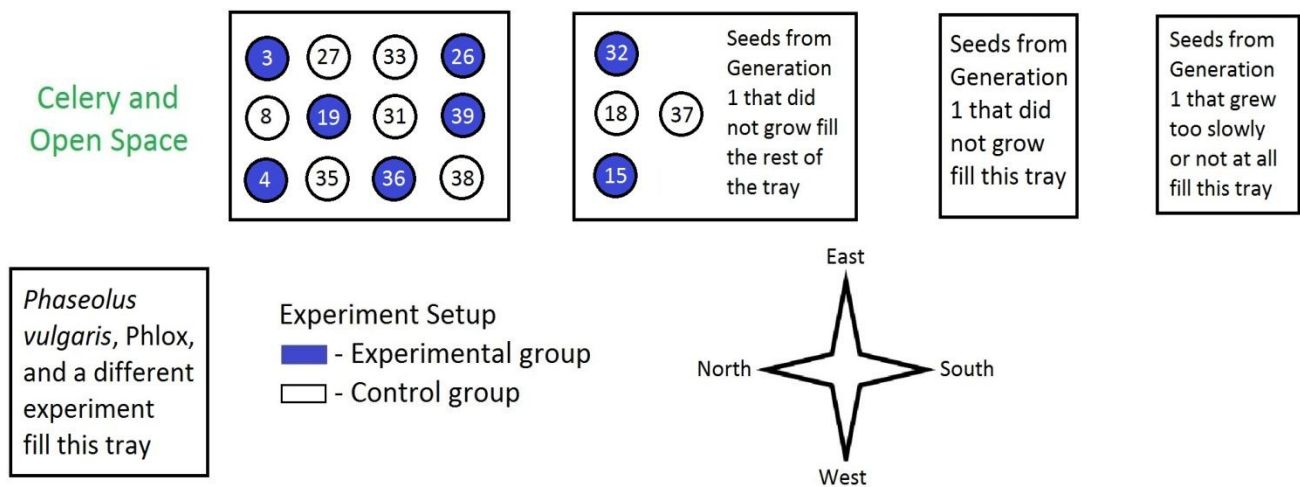 Celery and
Open Space
3 27 33 26
8 19 31 39
4 35 36 38
32
18 37
15
Seeds from
Generation
1 that did
not grow fill
the rest of
the tray
Seeds from
Generation
1 that did
not grow
fill this tray
Seeds from
Generation
1 that grew
too slowly
or not at all
fill this tray
Phaseolus
vulgaris, Phlox,
and a different
experiment
fill this tray
Experiment Setup
- Experimental group
- Control group
East
North
South
West